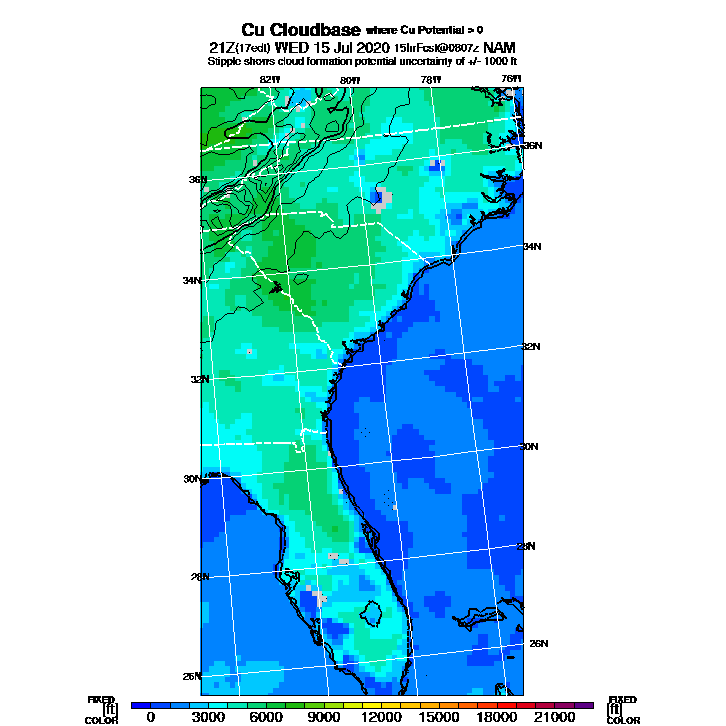 Cu Cloudbase where Cu Potential > 0
21Z(17edt) WED 15 Jul 2020 15hrFcst@0807z NAM
Stipple shows cloud formation potential uncertainty of +/- 1000 ft
82W 80W 78W 76W
36N
36N
34N
34N
32N
32N
30N
30N
28N
28N
26N
26N
FIXED FIXED
[ft] [ft]
COLOR COLOR
0 3000 6000 9000 12000 15000 18000 21000